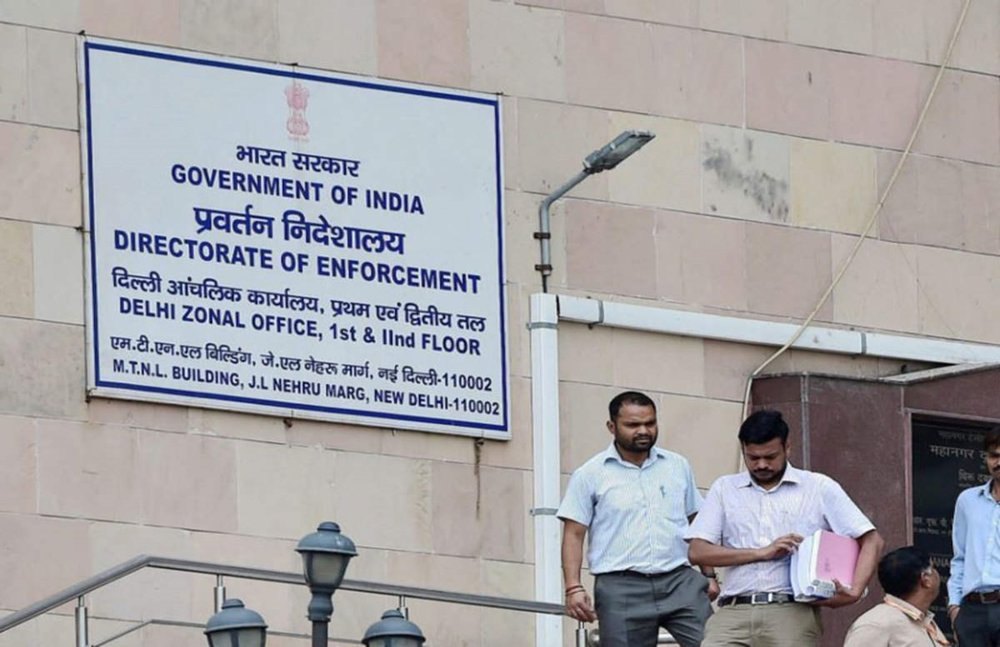 भारत सरकार
GOVERNMENT OF INDIA
प्रवर्तन निदेशालय
DIRECTORATE OF ENFORCEMENT
दिल्ली आंचलिक कार्यालय, प्रथम एवं द्वितीय तल
DELHI ZONAL OFFICE, 1st & IInd FLOOR
एम.टी.एन.एल बिल्डिंग, जे.एल नेहरू मार्ग, नई दिल्ली-110002
M.T.N.L. BUILDING, J.L NEHRU MARG, NEW DELHI-110002
महानगर